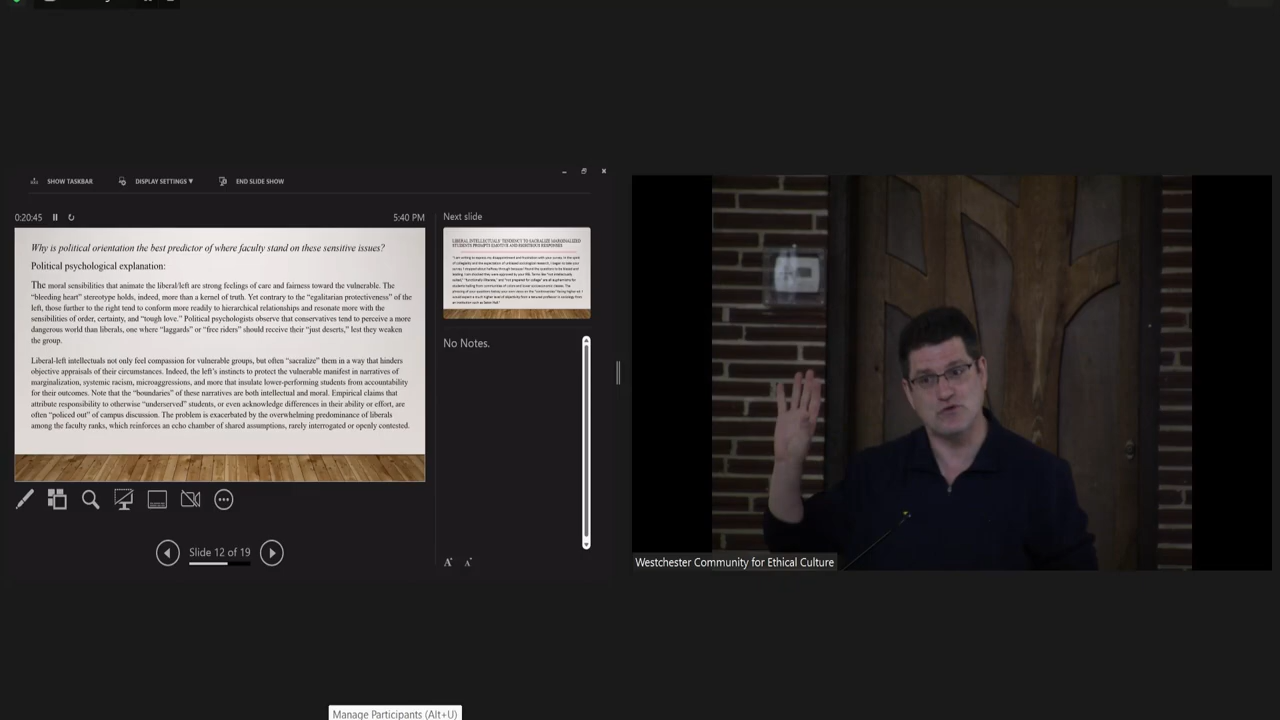 SHOW TASKBAR
DISPLAY SETTINGS ▼
END SLIDE SHOW
0:20:45
5:40 PM
Why is political orientation the best predictor of where faculty stand on these sensitive issues?
Political psychological explanation:
The moral sensibilities that animate the liberal/left are strong feelings of care and fairness toward the vulnerable. The
"bleeding heart" stereotype holds, indeed, more than a kernel of truth. Yet contrary to the "egalitarian protectiveness" of the
left, those further to the right tend to conform more readily to hierarchical relationships and resonate more with the
sensibilities of order, certainty, and "tough love." Political psychologists observe that conservatives tend to perceive a more
dangerous world than liberals, one where "laggards" or "free riders" should receive their "just deserts," lest they weaken
the group.
Liberal-left intellectuals not only feel compassion for vulnerable groups, but often "sacralize" them in a way that hinders
objective appraisals of their circumstances. Indeed, the left's instincts to protect the vulnerable manifest in narratives of
marginalization, systemic racism, microaggressions, and more that insulate lower-performing students from accountability
for their outcomes. Note that the "boundaries" of these narratives are both intellectual and moral. Empirical claims that
attribute responsibility to otherwise "underserved" students, or even acknowledge differences in their ability or effort, are
often "policed out" of campus discussion. The problem is exacerbated by the overwhelming predominance of liberals
among the faculty ranks, which reinforces an echo chamber of shared assumptions, rarely interrogated or openly contested.
Slide 12 of 19
Next slide
LIBERAL INTELLECTUALS' TENDENCY TO SACRALIZE MARGINALIZED
STUDENTS PROMPTS EMOTIVE AND RIGHTEOUS RESPONSES
No Notes.
Westchester Community for Ethical Culture
Manage Participants (Alt+U)